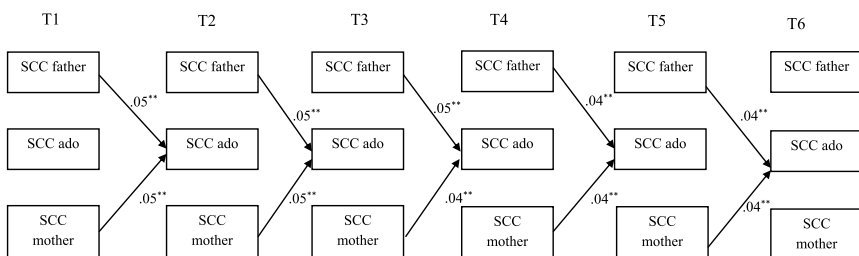 T1 T2 T3 T4 T5 T6
SCC father SCC father SCC father SCC father SCC father SCC father
.05** .05** .05** .04** .04**
SCC ado SCC ado SCC ado SCC ado SCC ado SCC ado
.05** .05** .04** .04** .04**
SCC SCC SCC SCC SCC SCC
mother mother mother mother mother mother